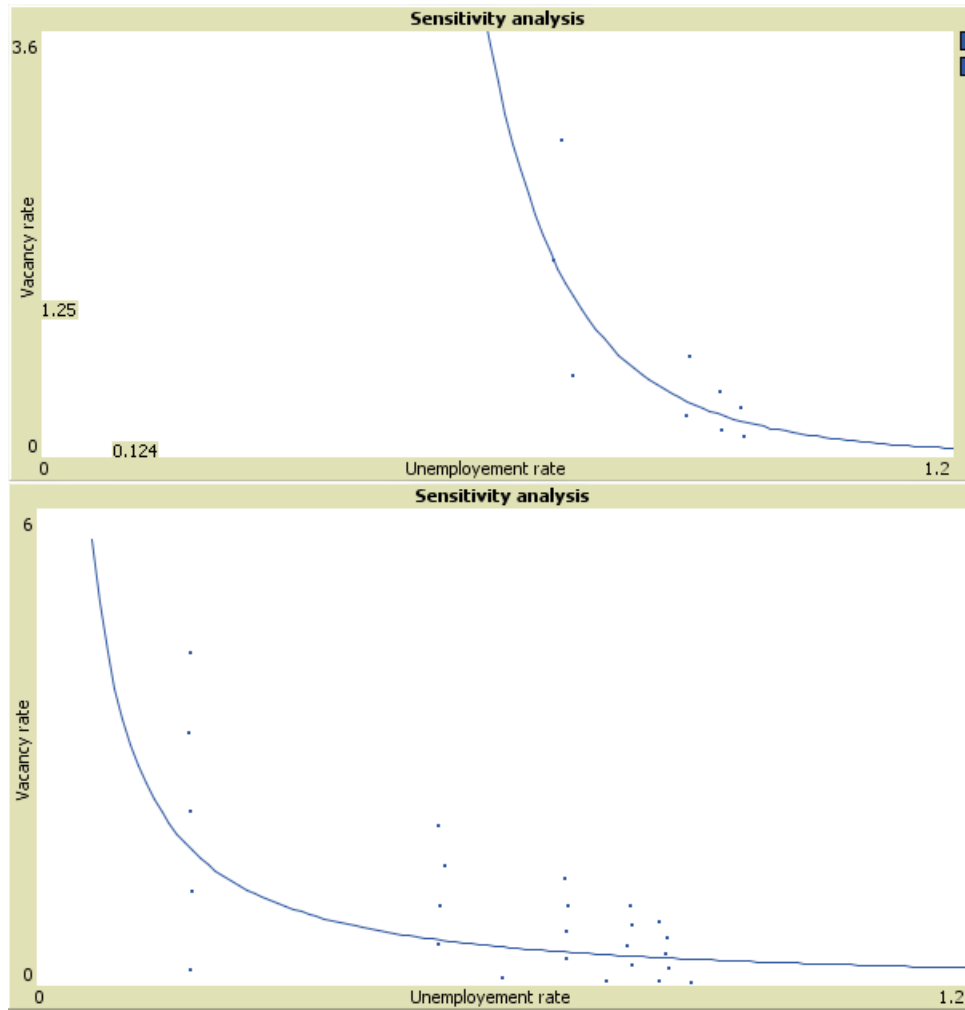 Sensitivity analysis
3.6
Vacancy rate
1.25
0
0.124
0
Unemployement rate
1.2
Sensitivity analysis
6
Vacancy rate
0
0
Unemployement rate
1.2